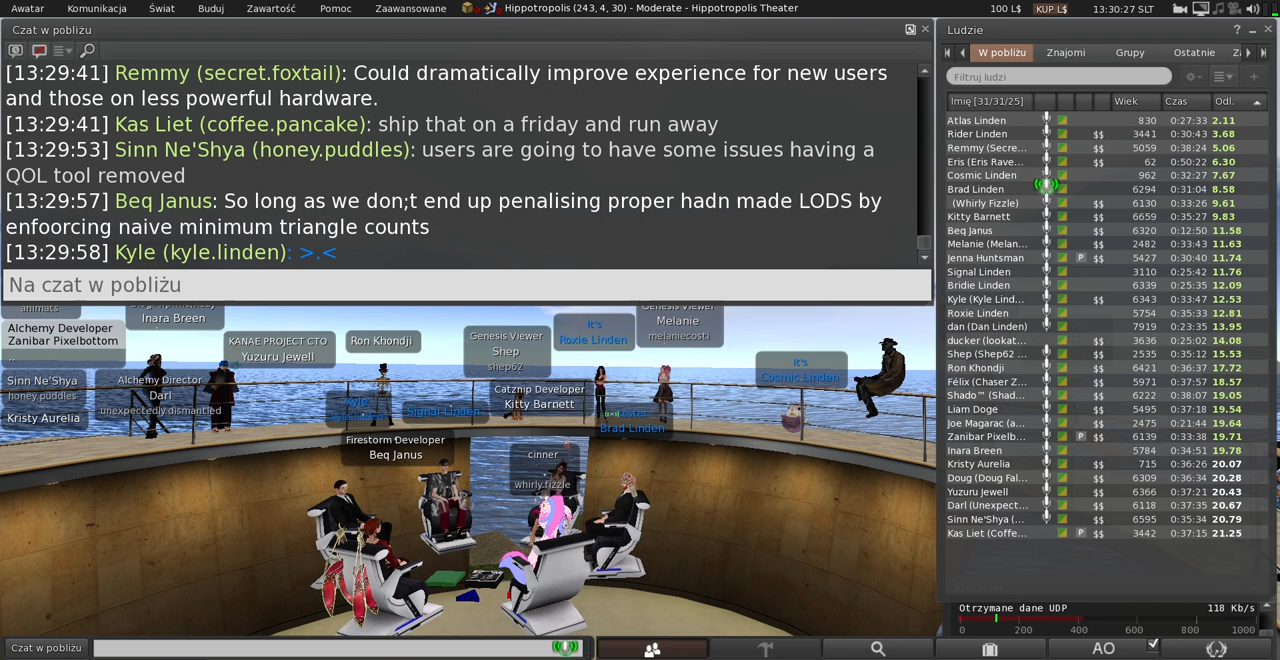 Awatar Komunikacja Świat Buduj Zawartość Pomoc Zaawansowane Hippotropolis (243, 4, 30) - Moderate - Hippotropolis Theater 100 L$ KUP L$ 13:30:27 SLT
Czat w pobliżu
[13:29:41] Remmy (secret.foxtail): Could dramatically improve experience for new users
and those on less powerful hardware.
[13:29:41] Kas Liet (coffee.pancake): ship that on a friday and run away
[13:29:53] Sinn Ne'Shya (honey.puddles): users are going to have some issues having a
QOL tool removed
[13:29:57] Beq Janus: So long as we don;t end up penalising proper hadn made LODS by
enfoorcing naive minimum triangle counts
[13:29:58] Kyle (kyle.linden): >.<
Na czat w pobliżu
animats
Inara Breen
Alchemy Developer
Zanibar Pixelbottom
KANAE PROJECT CTO
Yuzuru Jewell
Ron Khondji
Genesis Viewer
Shep
shep62
It's
Roxie Linden
Genesis Viewer
Melanie
melaniecosti
It's
Cosmic Linden
Sinn Ne'Shya
honey.puddles
Kristy Aurelia
Alchemy Director
Darl
unexpectedly.dismantled
Kyle
Signal Linden
Catznip Developer
Kitty Barnett
Brad Linden
Firestorm Developer
Beq Janus
cinner
whirly.fizzle
Ludzie
W pobliżu Znajomi Grupy Ostatnie
Filtruj ludzi
Imię [31/31/25] Wiek Czas Odl.
Atlas Linden 830 0:27:33 2.11
Rider Linden $$ 3441 0:30:43 3.68
Remmy (Secre... $$ 5059 0:38:24 5.06
Eris (Eris Rave... $$ 62 0:50:22 6.30
Cosmic Linden 962 0:32:27 7.67
Brad Linden 6294 0:31:04 8.58
(Whirly Fizzle) $$ 6130 0:33:26 9.61
Kitty Barnett 6659 0:35:27 9.83
Beq Janus $$ 6320 0:12:50 11.58
Melanie (Melan... $$ 2482 0:33:43 11.63
Jenna Huntsman P $$ 5427 0:30:40 11.74
Signal Linden 3110 0:25:42 11.76
Bridie Linden 6339 0:25:35 12.09
Kyle (Kyle Lind... $$ 6343 0:33:47 12.53
Roxie Linden 5754 0:35:33 12.81
dan (Dan Linden) 7919 0:23:35 13.95
ducker (lookat... $$ 3636 0:25:02 14.08
Shep (Shep62 ... $$ 2535 0:35:12 15.53
Ron Khondji $$ 6421 0:36:37 17.72
Félix (Chaser Z... $$ 5971 0:37:57 18.57
Shado™ (Shad... $$ 6222 0:38:07 19.05
Liam Doge $$ 5495 0:37:18 19.54
Joe Magarac (a... $$ 2475 0:21:44 19.64
Zanibar Pixelb... P $$ 6139 0:33:38 19.71
Inara Breen 5784 0:34:51 19.78
Kristy Aurelia $$ 715 0:36:26 20.07
Doug (Doug Fal... $$ 6309 0:36:34 20.28
Yuzuru Jewell $$ 6366 0:37:21 20.43
Darl (Unexpect... $$ 6118 0:37:35 20.67
Sinn Ne'Shya (... $$ 6595 0:35:34 20.79
Kas Liet (Coffe... P $$ 3442 0:37:15 21.25
Otrzymane dane UDP 118 Kb/s
0 200 400 600 800 1000
Czat w pobliżu AO